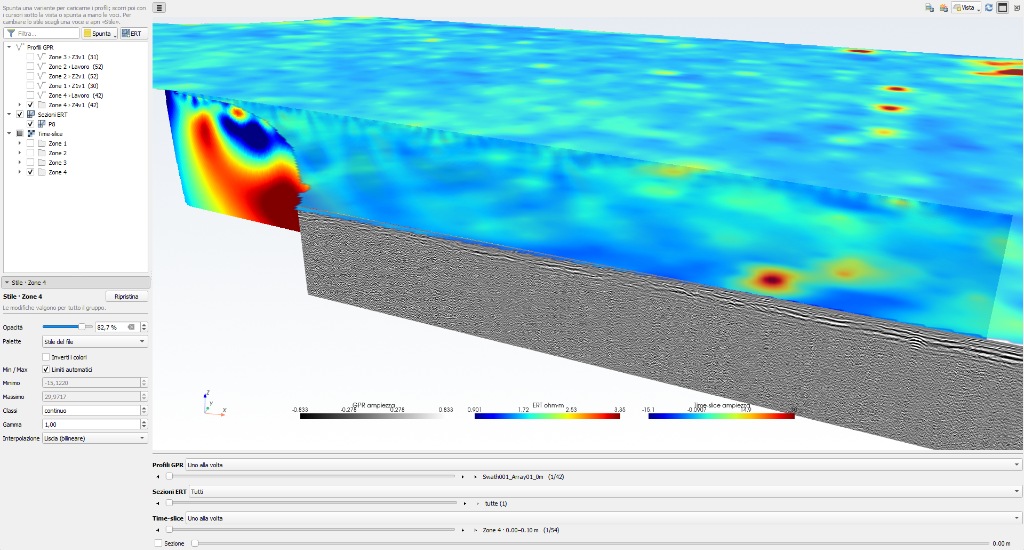 Spunta una variante per caricarne i profili; scorri poi con
i cursori sotto la vista o spunta a mano le voci. Per
cambiare lo stile scegli una voce e apri «Stile».
Filtra...
Spunta
ERT
Vista
Profili GPR
Zone 3 › Z3v1 (31)
Zone 2 › Lavoro (52)
Zone 2 › Z2v1 (52)
Zone 1 › Z1v1 (30)
Zone 4 › Lavoro (42)
Zone 4 › Z4v1 (42)
Sezioni ERT
P8
Time-slice
Zone 1
Zone 2
Zone 3
Zone 4
Stile · Zone 4
Stile · Zone 4
Ripristina
Le modifiche valgono per tutto il gruppo.
Opacità
82,7 %
Palette
Stile del file
Inverti i colori
Min / Max
Limiti automatici
Minimo
-15,1220
Massimo
29,9717
Classi
continuo
Gamma
1,00
Interpolazione
Liscia (bilineare)
Z
Y
X
GPR ampiezza
-0.833 -0.278 0.278 0.833
ERT ohm·m
0.901 1.72 2.53 3.35
Time-slice ampiezza
-15.1 -0.0907 14.9
Profili GPR
Uno alla volta
Swath001_Array01_0m (1/42)
Sezioni ERT
Tutti
tutte (1)
Time-slice
Uno alla volta
Zone 4 · 0.00–0.10 m (1/54)
Sezione
0.00 m